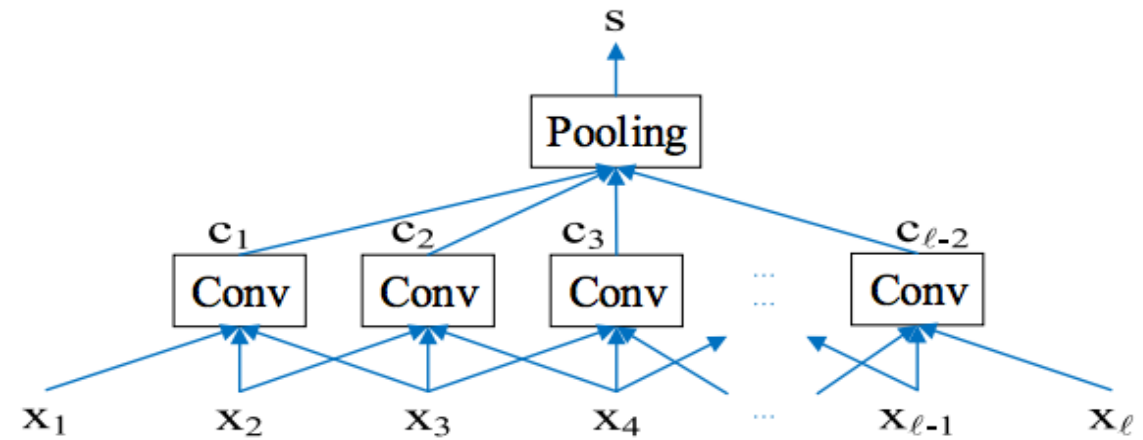 s
Pooling
c₁ c₂ c₃ cℓ₋₂
Conv Conv Conv ... Conv
...
x₁ x₂ x₃ x₄ ... xℓ₋₁ xℓ